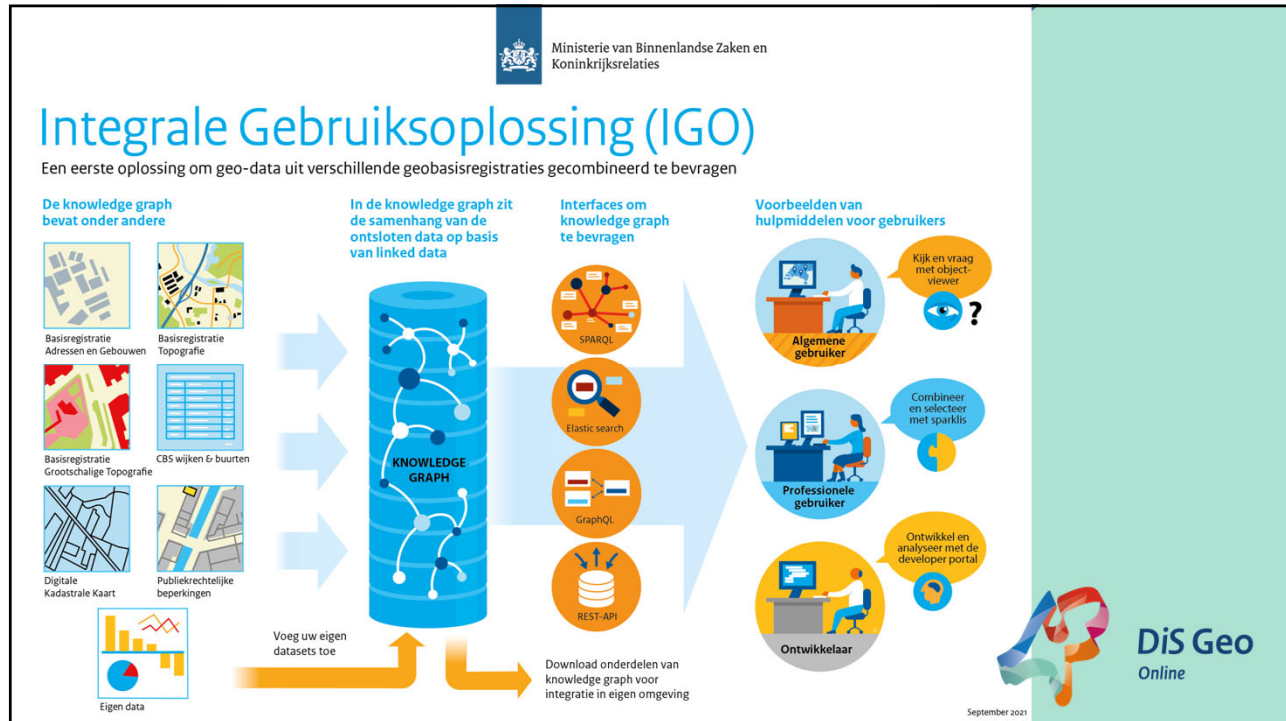 Ministerie van Binnenlandse Zaken en
Koninkrijksrelaties
Integrale Gebruiksoplossing (IGO)
Een eerste oplossing om geo-data uit verschillende geobasisregistraties gecombineerd te bevragen
De knowledge graph
bevat onder andere
Basisregistratie
Adressen en Gebouwen
Basisregistratie
Topografie
Basisregistratie
Grootschalige Topografie
CBS wijken & buurten
Digitale
Kadastrale Kaart
Publiekrechtelijke
beperkingen
Eigen data
In de knowledge graph zit
de samenhang van de
ontsloten data op basis
van linked data
KNOWLEDGE
GRAPH
Voeg uw eigen
datasets toe
Download onderdelen van
knowledge graph voor
integratie in eigen omgeving
Interfaces om
knowledge graph
te bevragen
SPARQL
Elastic search
GraphQL
REST-API
Voorbeelden van
hulpmiddelen voor gebruikers
Kijk en vraag
met object-
viewer
?
Algemene
gebruiker
Combineer
en selecteer
met sparklis
Professionele
gebruiker
Ontwikkel en
analyseer met de
developer portal
Ontwikkelaar
DiS Geo
Online
September 2021